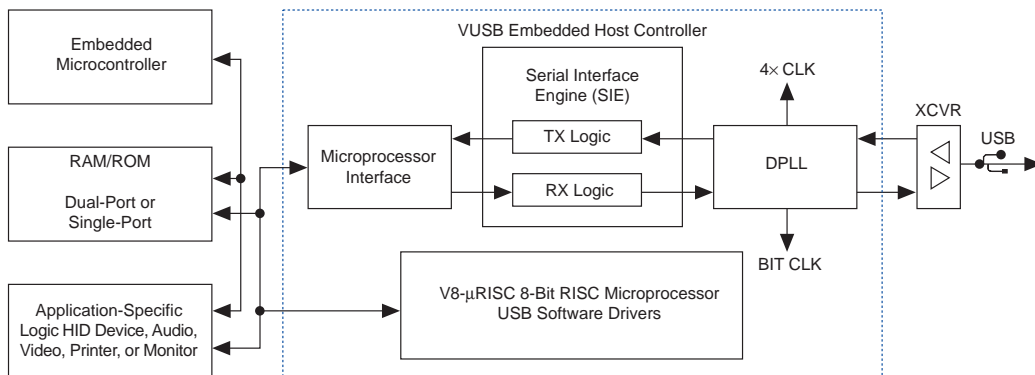 Embedded
Microcontroller
RAM/ROM
Dual-Port or
Single-Port
Application-Specific
Logic HID Device, Audio,
Video, Printer, or Monitor
VUSB Embedded Host Controller
Microprocessor
Interface
Serial Interface
Engine (SIE)
TX Logic
RX Logic
4× CLK
DPLL
BIT CLK
V8-μRISC 8-Bit RISC Microprocessor
USB Software Drivers
XCVR
USB